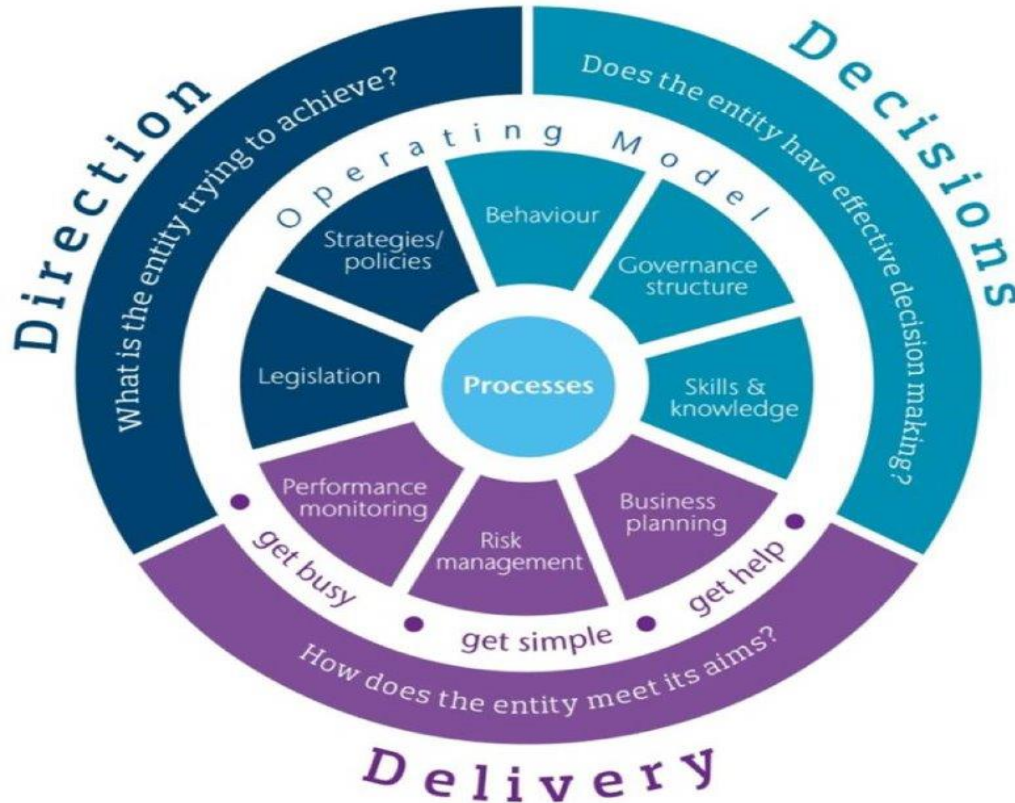 Direction
What is the entity trying to achieve?
Decisions
Does the entity have effective decision making?
Operating Model
Strategies/
policies
Behaviour
Governance
structure
Legislation
Processes
Skills &
knowledge
Performance
monitoring
Risk
management
Business
planning
get busy
get simple
get help
How does the entity meet its aims?
Delivery